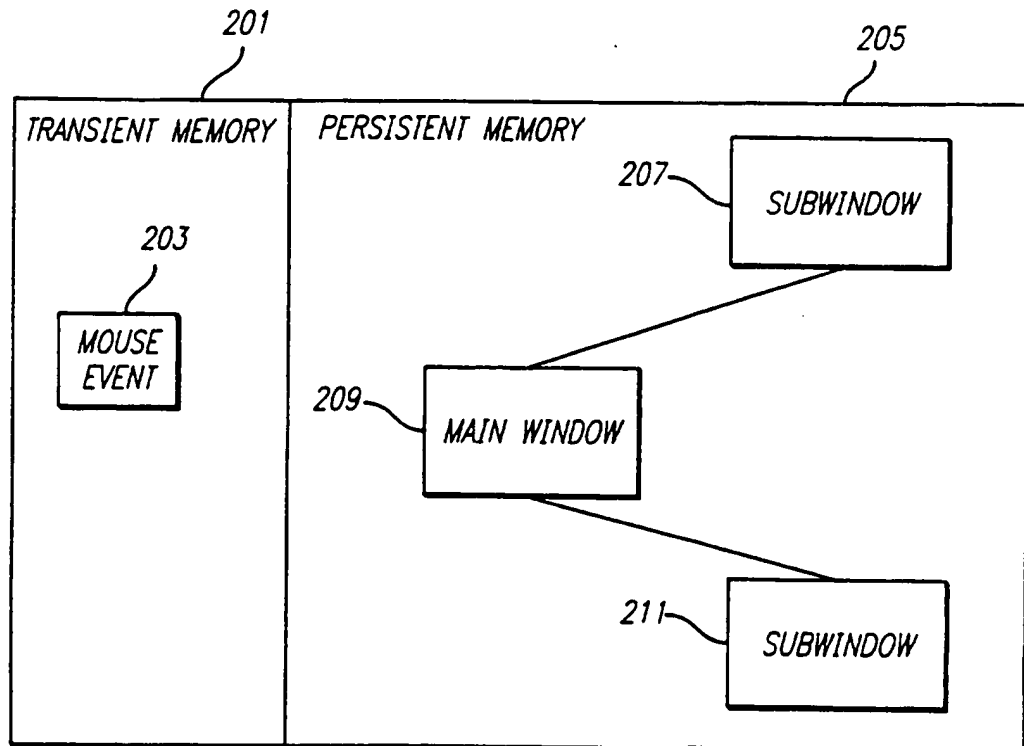 201
205
TRANSIENT MEMORY
PERSISTENT MEMORY
207
SUBWINDOW
203
MOUSE
EVENT
209
MAIN WINDOW
211
SUBWINDOW